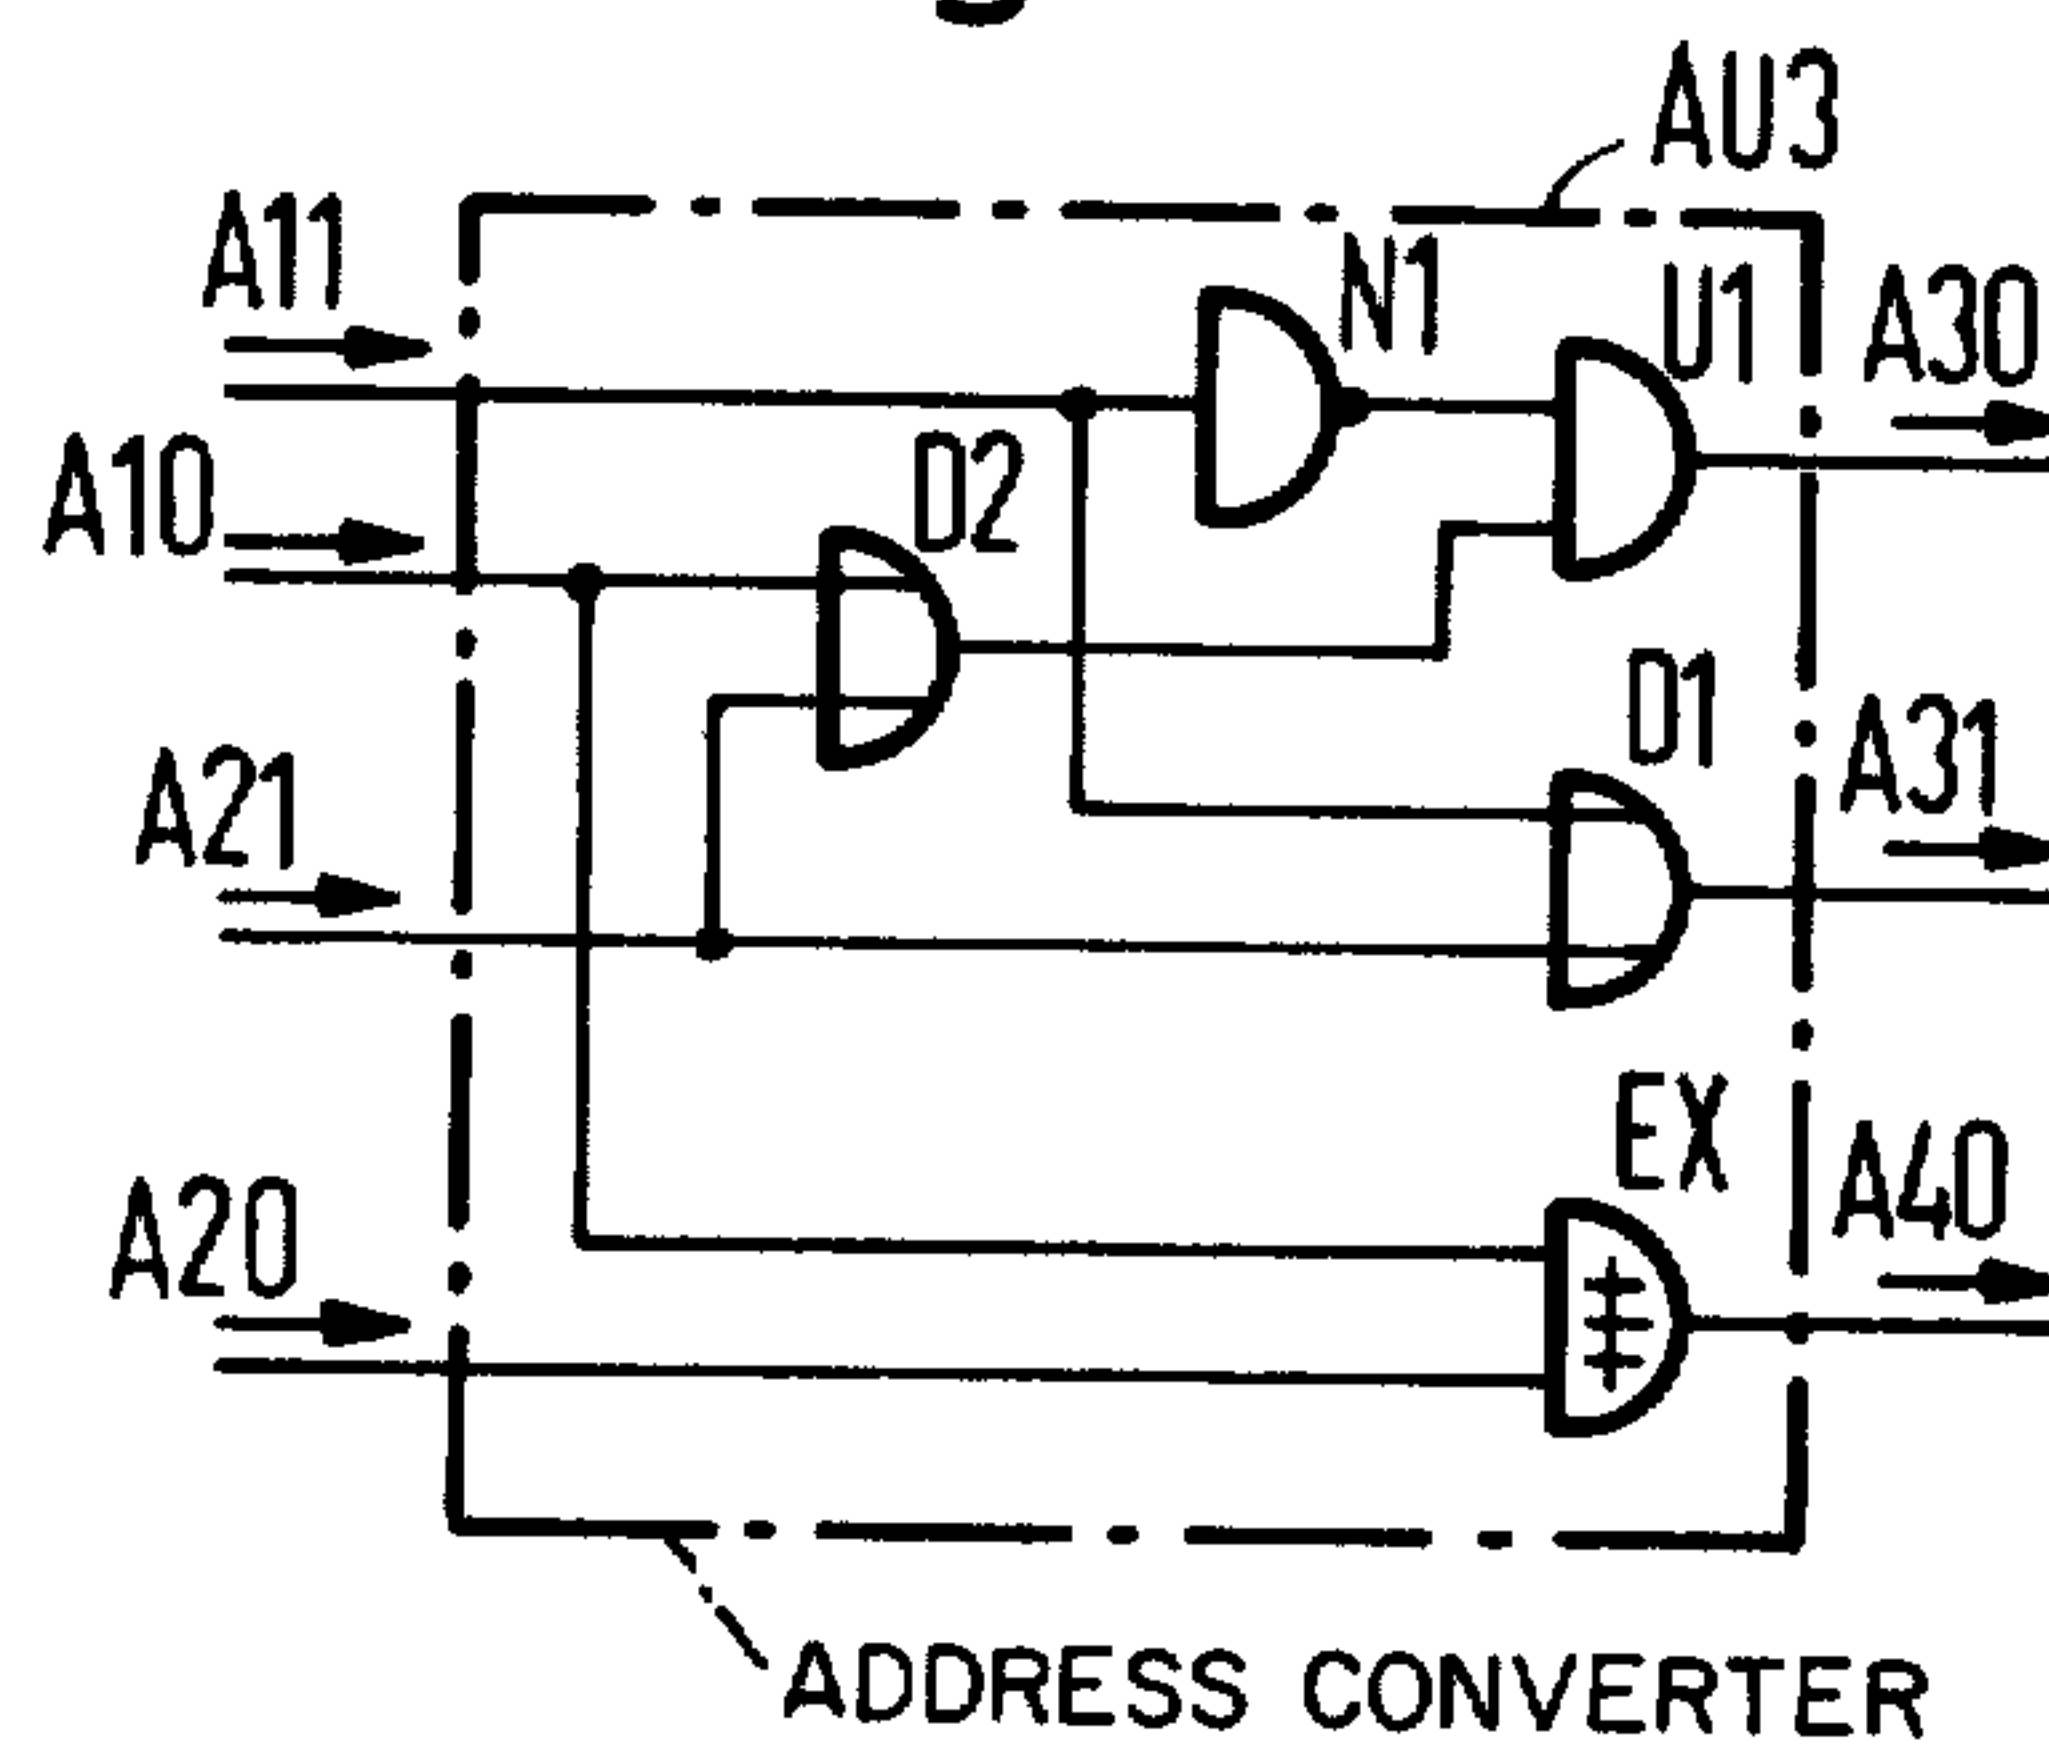 AU3
A11
N1
U1
A30
A10
D2
D1
A21
A31
EX
A40
A20
ADDRESS CONVERTER